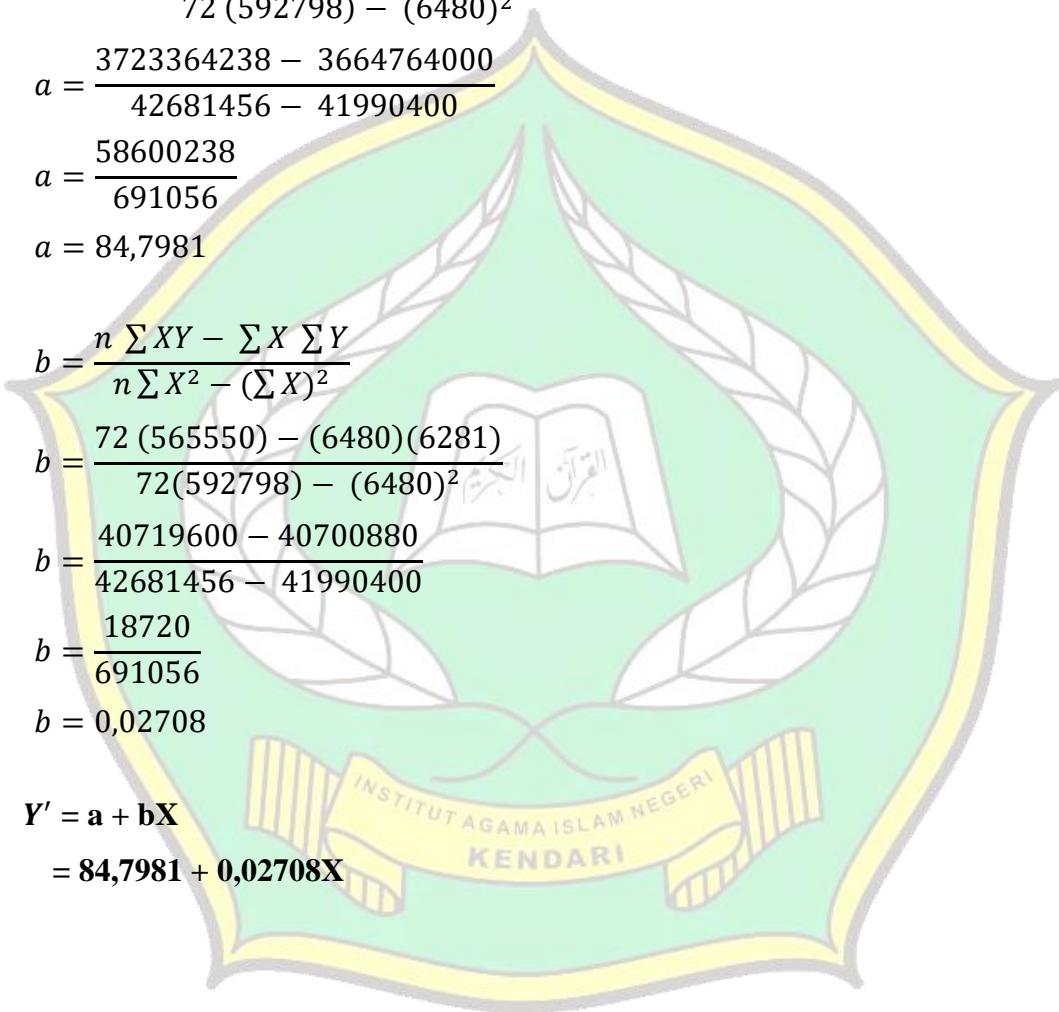 72 (592798) − (6480)²
a = 3723364238 − 3664764000 / 42681456 − 41990400
a = 58600238 / 691056
a = 84,7981
b = n ∑ XY − ∑ X ∑ Y / n ∑ X² − (∑ X)²
b = 72 (565550) − (6480)(6281) / 72(592798) − (6480)²
b = 40719600 − 40700880 / 42681456 − 41990400
b = 18720 / 691056
b = 0,02708
Y′ = a + bX
= 84,7981 + 0,02708X
القرآن الكريم
INSTITUT AGAMA ISLAM NEGERI
KENDARI